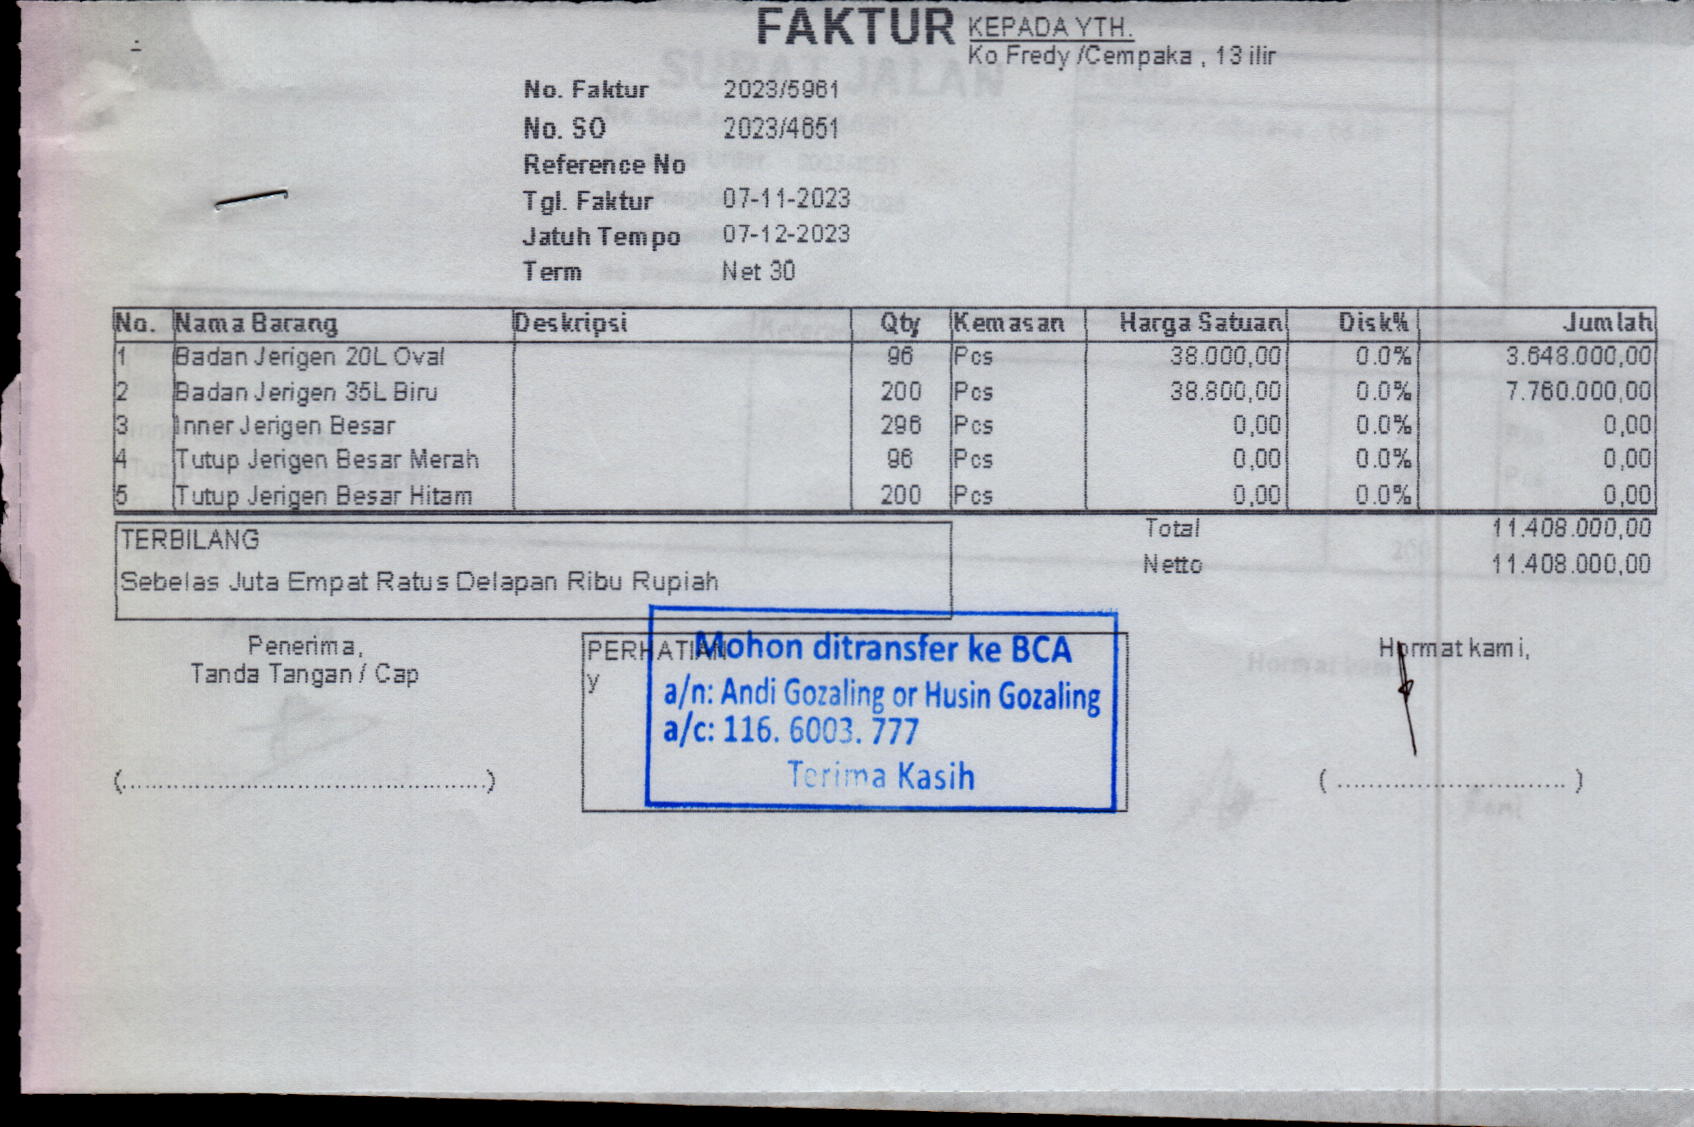 FAKTUR
KEPADA YTH.
Ko Fredy /Cempaka , 13 ilir
No. Faktur 2023/5961
No. SO 2023/4651
Reference No
Tgl. Faktur 07-11-2023
Jatuh Tempo 07-12-2023
Term Net 30
No. Nama Barang Deskripsi Qty Kemasan Harga Satuan Disk% Jumlah
1 Badan Jerigen 20L Oval 96 Pcs 38.000,00 0.0% 3.648.000,00
2 Badan Jerigen 35L Biru 200 Pcs 38.800,00 0.0% 7.760.000,00
3 Inner Jerigen Besar 296 Pcs 0,00 0.0% 0,00
4 Tutup Jerigen Besar Merah 96 Pcs 0,00 0.0% 0,00
5 Tutup Jerigen Besar Hitam 200 Pcs 0,00 0.0% 0,00
Total 11.408.000,00
Netto 11.408.000,00
TERBILANG
Sebelas Juta Empat Ratus Delapan Ribu Rupiah
Penerima,
Tanda Tangan / Cap
(..............................................)
PERHATIAN
y
Mohon ditransfer ke BCA
a/n: Andi Gozaling or Husin Gozaling
a/c: 116. 6003. 777
Terima Kasih
Hormat kami,
( ............................. )
SURAT JALAN